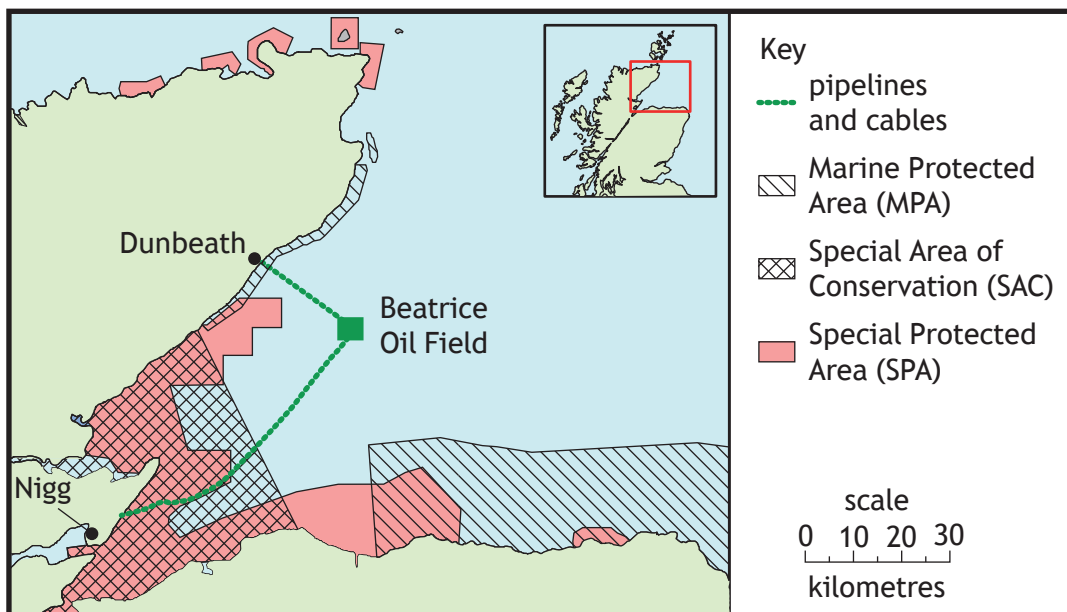 Dunbeath
Beatrice
Oil Field
Nigg
Key
pipelines
and cables
Marine Protected
Area (MPA)
Special Area of
Conservation (SAC)
Special Protected
Area (SPA)
scale
0 10 20 30
kilometres